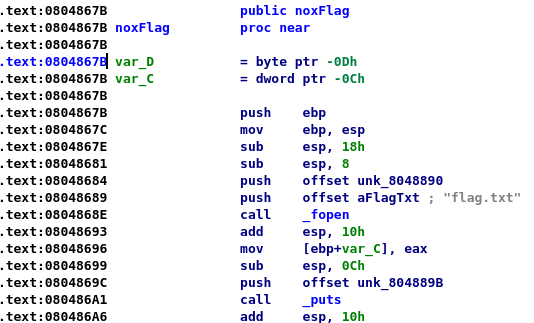 .text:0804867B public noxFlag
.text:0804867B noxFlag proc near
.text:0804867B
.text:0804867B var_D = byte ptr -0Dh
.text:0804867B var_C = dword ptr -0Ch
.text:0804867B
.text:0804867B push ebp
.text:0804867C mov ebp, esp
.text:0804867E sub esp, 18h
.text:08048681 sub esp, 8
.text:08048684 push offset unk_8048890
.text:08048689 push offset aFlagTxt ; "flag.txt"
.text:0804868E call _fopen
.text:08048693 add esp, 10h
.text:08048696 mov [ebp+var_C], eax
.text:08048699 sub esp, 0Ch
.text:0804869C push offset unk_804889B
.text:080486A1 call _puts
.text:080486A6 add esp, 10h